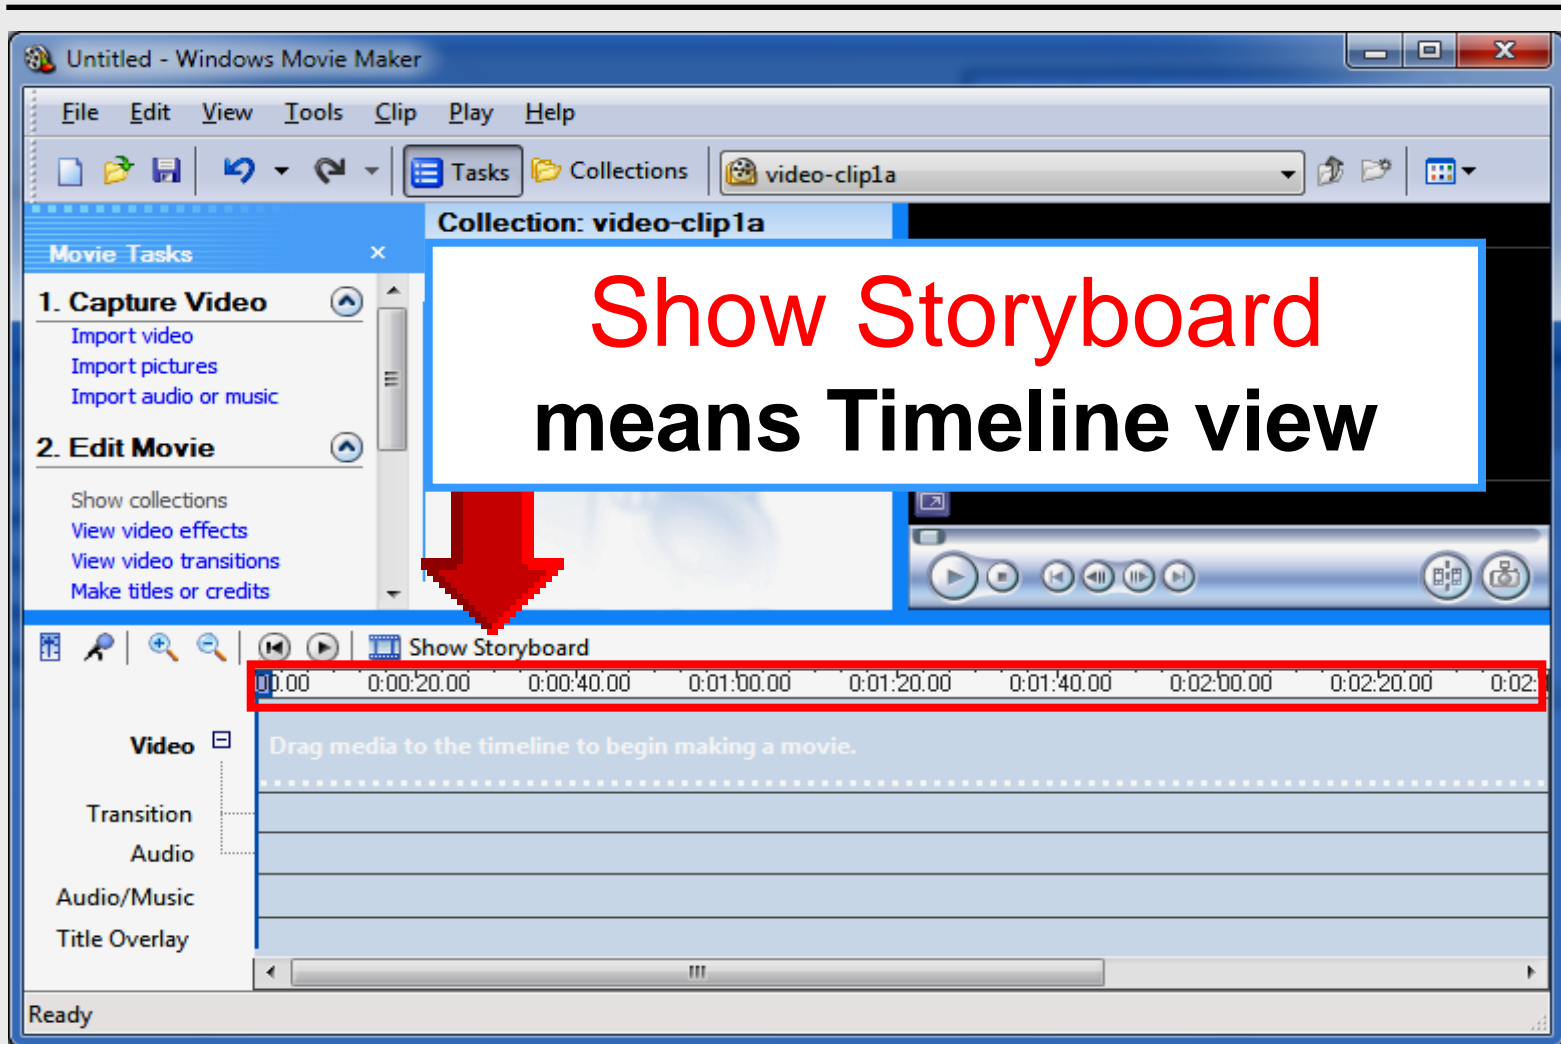 Untitled - Windows Movie Maker
File Edit View Tools Clip Play Help
Tasks Collections video-clip1a
Collection: video-clip1a
Movie Tasks
Show Storyboard
means Timeline view
1. Capture Video
Import video
Import pictures
Import audio or music
2. Edit Movie
Show collections
View video effects
View video transitions
Make titles or credits
Show Storyboard
00.00 0:00:20.00 0:00:40.00 0:01:00.00 0:01:20.00 0:01:40.00 0:02:00.00 0:02:20.00 0:02:
Video Drag media to the timeline to begin making a movie.
Transition
Audio
Audio/Music
Title Overlay
Ready